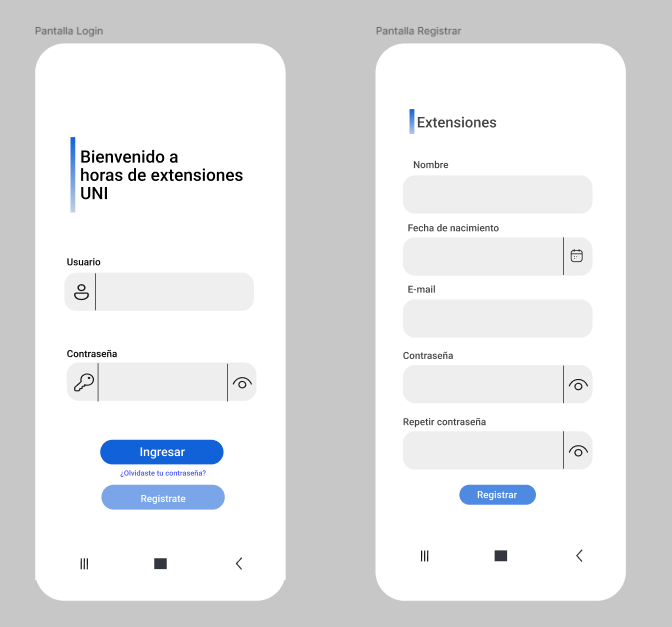 Pantalla Login
Bienvenido a
horas de extensiones
UNI
Usuario
Contraseña
Ingresar
¿Olvidaste tu contraseña?
Registrate
Pantalla Registrar
Extensiones
Nombre
Fecha de nacimiento
E-mail
Contraseña
Repetir contraseña
Registrar